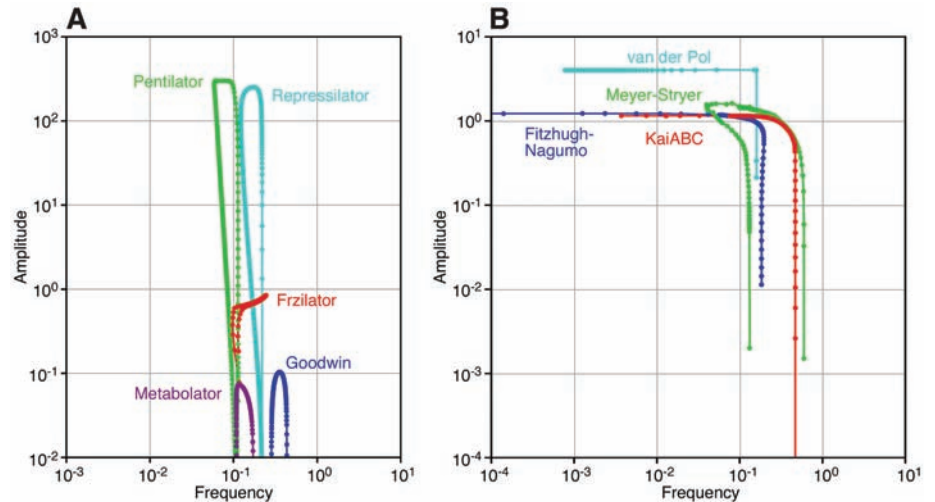 A
10³
10²
10¹
10⁰
10⁻¹
10⁻²
Amplitude
Pentilator
Repressilator
Frzilator
Goodwin
Metabolator
10⁻³
10⁻²
10⁻¹
10⁰
10¹
Frequency
B
10¹
10⁰
10⁻¹
10⁻²
10⁻³
10⁻⁴
Amplitude
van der Pol
Meyer-Stryer
Fitzhugh-
Nagumo
KaiABC
10⁻⁴
10⁻³
10⁻²
10⁻¹
10⁰
10¹
Frequency